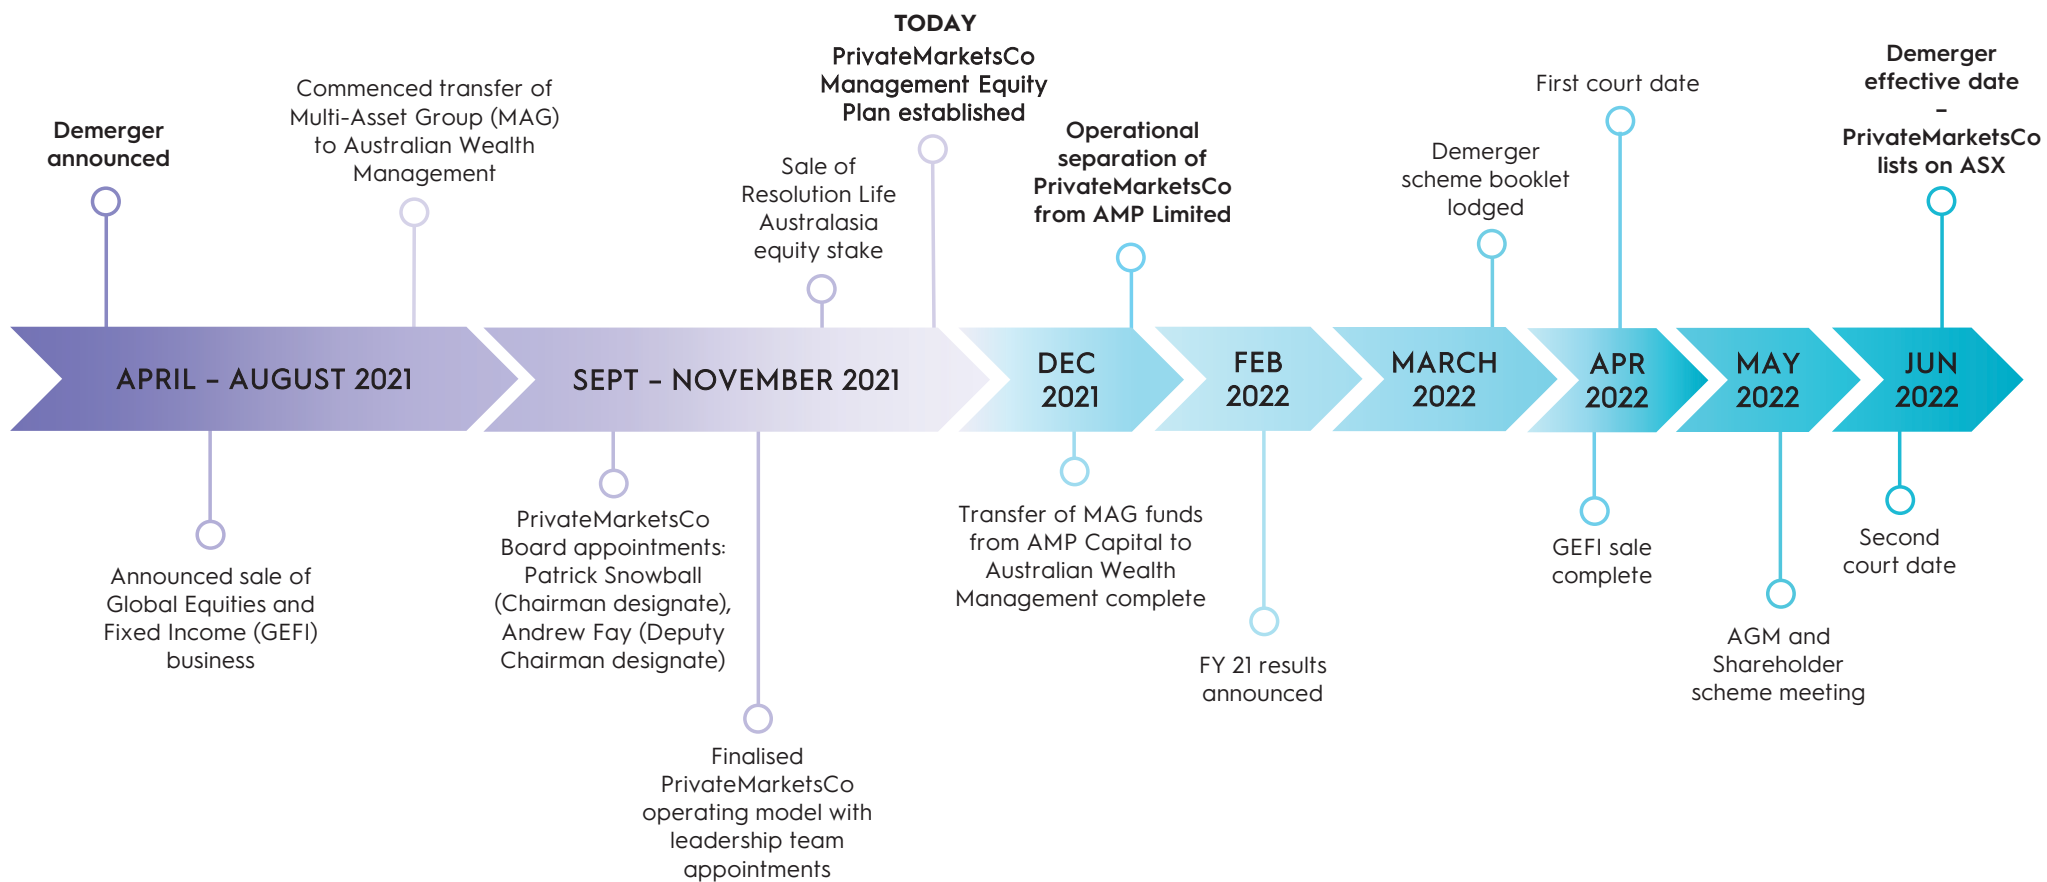 TODAY
PrivateMarketsCo
Management Equity
Plan established
Demerger
announced
Commenced transfer of
Multi-Asset Group (MAG)
to Australian Wealth
Management
Sale of
Resolution Life
Australasia
equity stake
Operational
separation of
PrivateMarketsCo
from AMP Limited
Demerger
scheme booklet
lodged
First court date
Demerger
effective date
–
PrivateMarketsCo
lists on ASX
APRIL – AUGUST 2021
SEPT – NOVEMBER 2021
DEC
2021
FEB
2022
MARCH
2022
APR
2022
MAY
2022
JUN
2022
Announced sale of
Global Equities and
Fixed Income (GEFI)
business
PrivateMarketsCo
Board appointments:
Patrick Snowball
(Chairman designate),
Andrew Fay (Deputy
Chairman designate)
Finalised
PrivateMarketsCo
operating model with
leadership team
appointments
Transfer of MAG funds
from AMP Capital to
Australian Wealth
Management complete
FY 21 results
announced
GEFI sale
complete
AGM and
Shareholder
scheme meeting
Second
court date